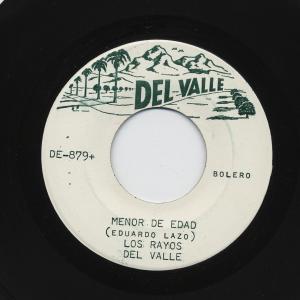 DEL VALLE
DE-879+
BOLERO
MENOR DE EDAD
(EDUARDO LAZO)
LOS RAYOS
DEL VALLE